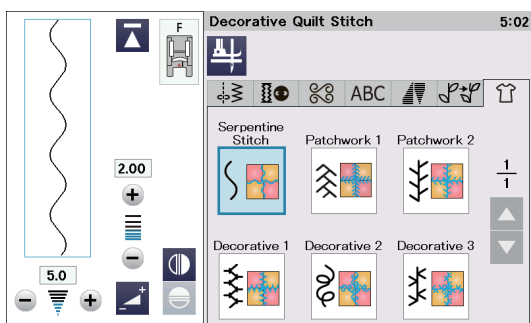 F
2.00
5.0
Decorative Quilt Stitch 5:02
ABC
Serpentine
Stitch
Patchwork 1
Patchwork 2
1
1
Decorative 1
Decorative 2
Decorative 3